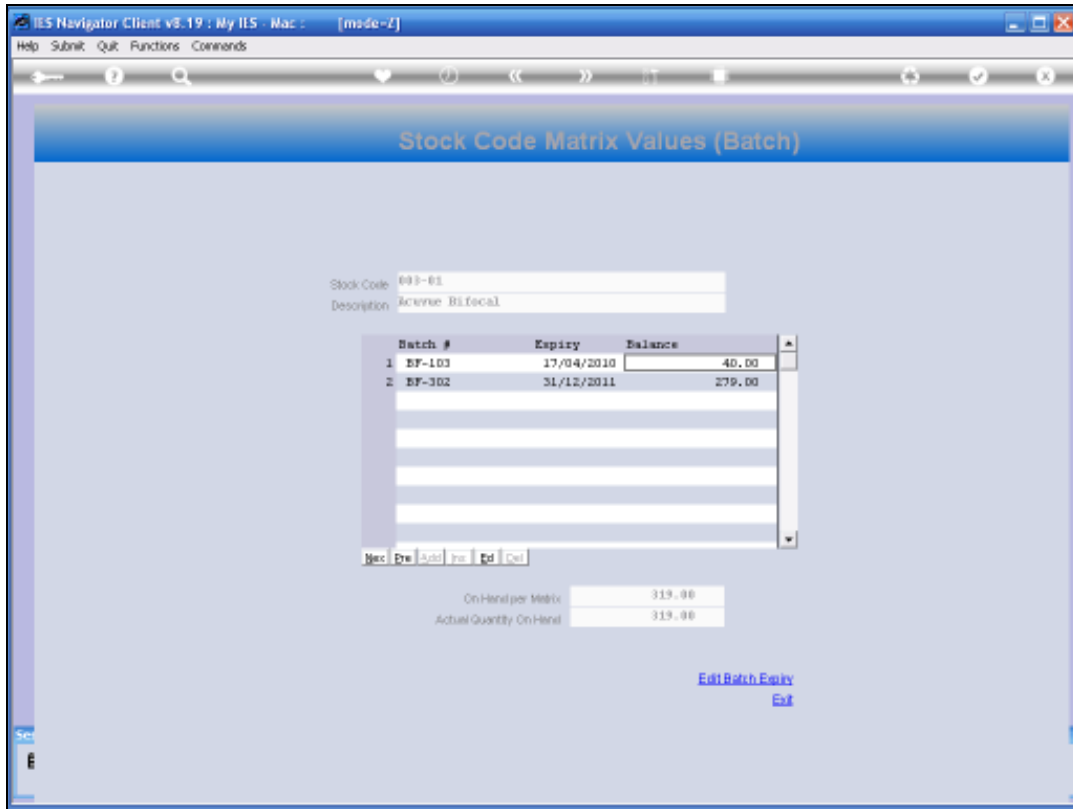 IES Navigator Client v8.19 : My IES - Mac : [mode=Z]
Help Submit Quit Functions Commands
Stock Code Matrix Values (Batch)
Stock Code 003-01
Description Acuvue Bifocal
Batch # Expiry Balance
1 BF-103 17/04/2010 40.00
2 BF-302 31/12/2011 279.00
Nex Pre Add Ins Ed Del
On Hand per Matrix 319.00
Actual Quantity On Hand 319.00
Edit Batch Expiry
Exit
Se